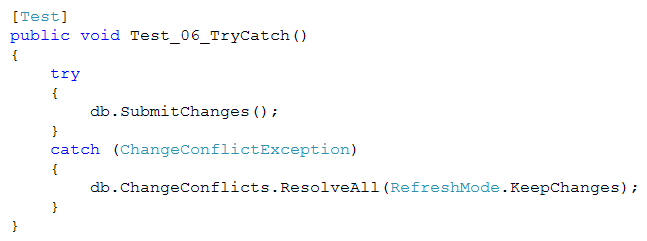 [Test]
public void Test_06_TryCatch()
{
    try
    {
        db.SubmitChanges();
    }
    catch (ChangeConflictException)
    {
        db.ChangeConflicts.ResolveAll(RefreshMode.KeepChanges);
    }
}